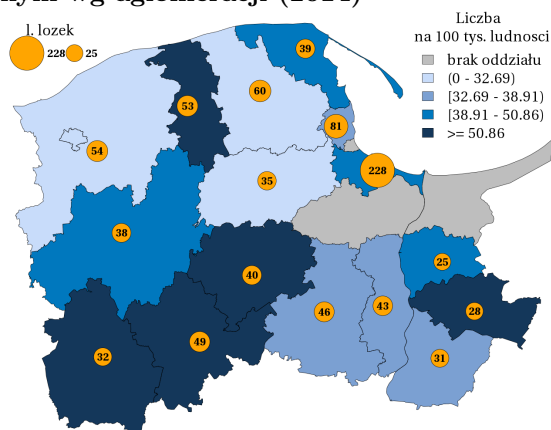 l. lozek
228 25
Liczba
na 100 tys. ludnosci
brak oddziału
(0 - 32.69)
[32.69 - 38.91)
[38.91 - 50.86)
>= 50.86
39
60
53
81
54
228
35
38
25
40
46
43
28
49
32
31